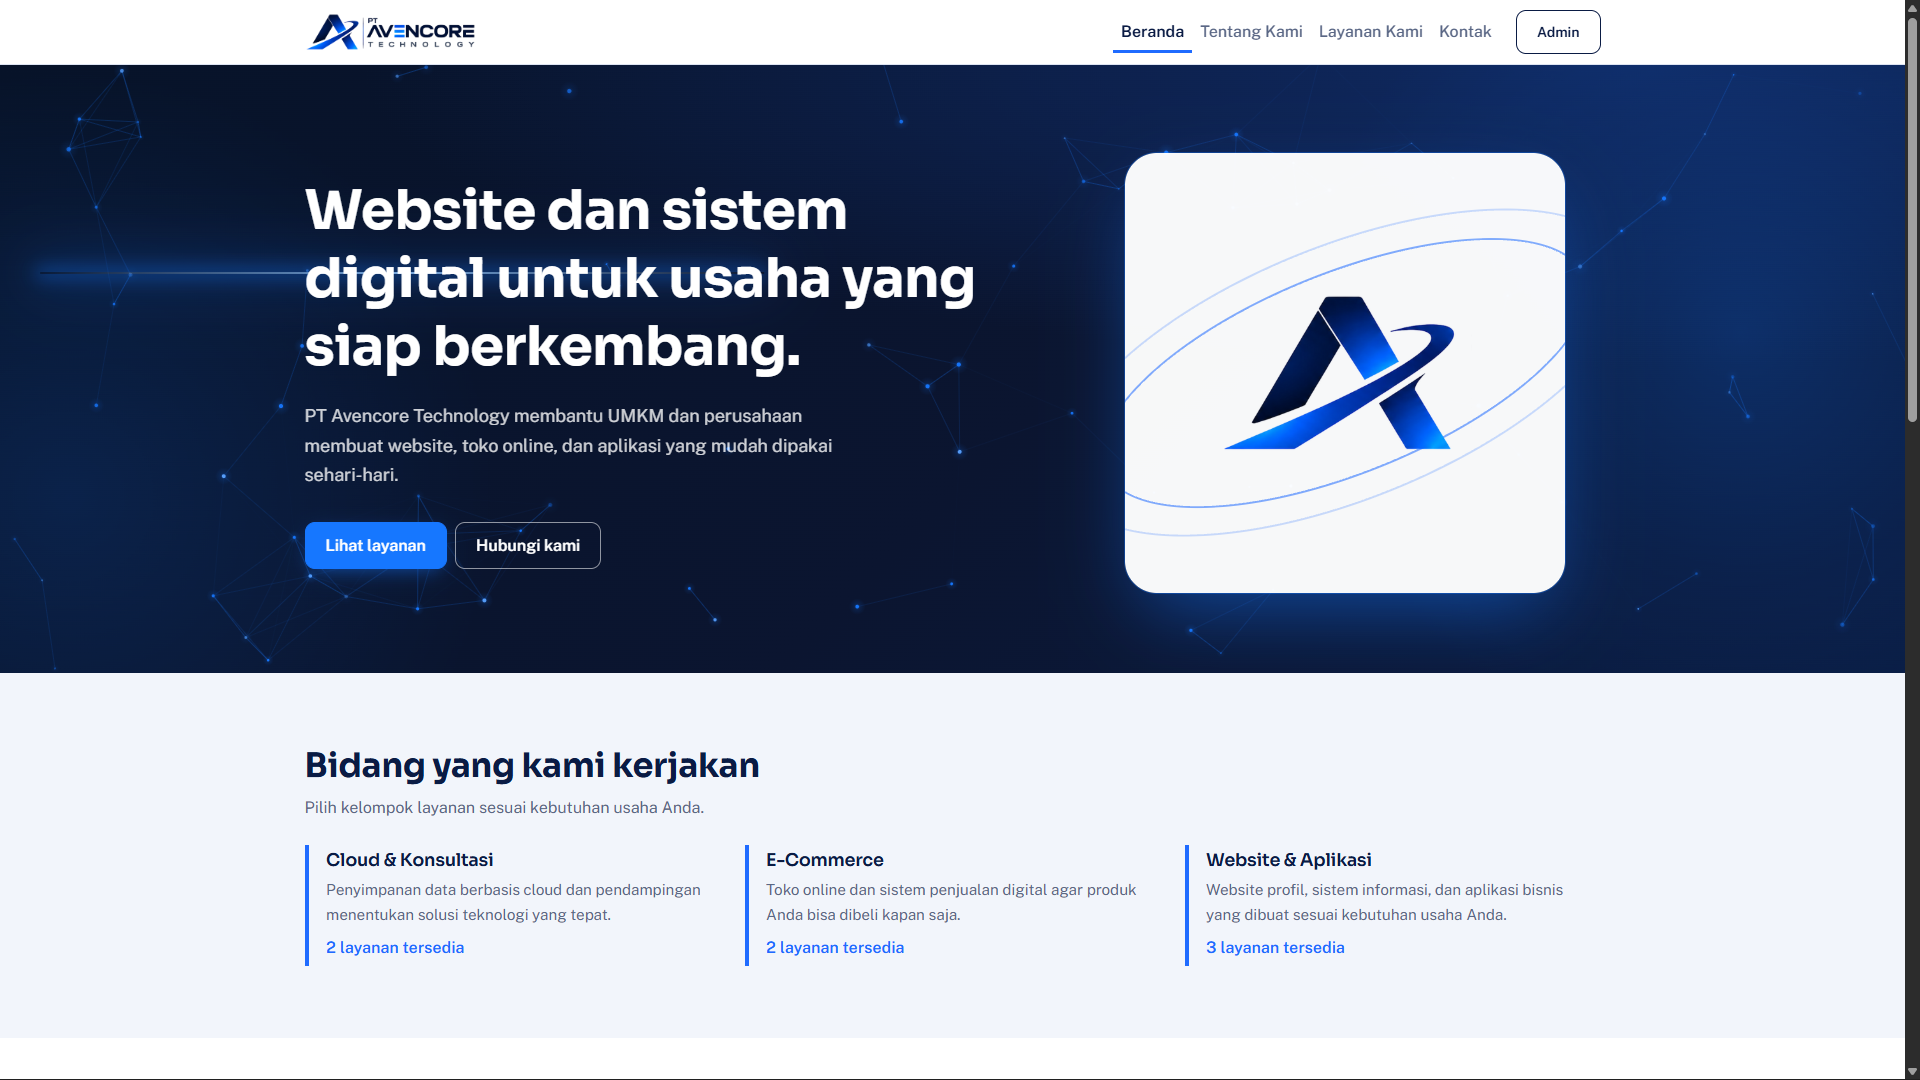 PT
AVENCORE
TECHNOLOGY
Beranda
Tentang Kami
Layanan Kami
Kontak
Admin
Website dan sistem
digital untuk usaha yang
siap berkembang.
PT Avencore Technology membantu UMKM dan perusahaan
membuat website, toko online, dan aplikasi yang mudah dipakai
sehari-hari.
Lihat layanan
Hubungi kami
Bidang yang kami kerjakan
Pilih kelompok layanan sesuai kebutuhan usaha Anda.
Cloud & Konsultasi
Penyimpanan data berbasis cloud dan pendampingan
menentukan solusi teknologi yang tepat.
2 layanan tersedia
E-Commerce
Toko online dan sistem penjualan digital agar produk
Anda bisa dibeli kapan saja.
2 layanan tersedia
Website & Aplikasi
Website profil, sistem informasi, dan aplikasi bisnis
yang dibuat sesuai kebutuhan usaha Anda.
3 layanan tersedia